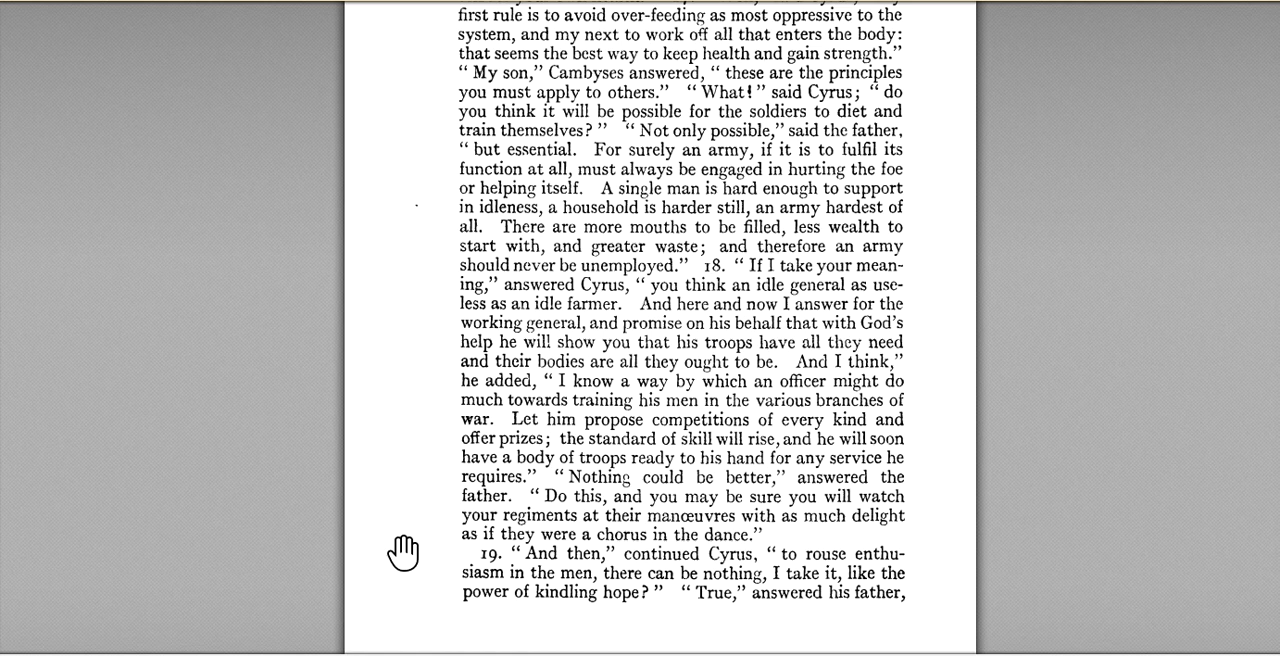 first rule is to avoid over-feeding as most oppressive to the
system, and my next to work off all that enters the body:
that seems the best way to keep health and gain strength.”
“ My son,” Cambyses answered, “ these are the principles
you must apply to others.” “ What! ” said Cyrus; “ do
you think it will be possible for the soldiers to diet and
train themselves? ” “ Not only possible,” said the father,
“ but essential. For surely an army, if it is to fulfil its
function at all, must always be engaged in hurting the foe
or helping itself. A single man is hard enough to support
in idleness, a household is harder still, an army hardest of
all. There are more mouths to be filled, less wealth to
start with, and greater waste; and therefore an army
should never be unemployed.” 18. “ If I take your mean-
ing,” answered Cyrus, “ you think an idle general as use-
less as an idle farmer. And here and now I answer for the
working general, and promise on his behalf that with God’s
help he will show you that his troops have all they need
and their bodies are all they ought to be. And I think,”
he added, “ I know a way by which an officer might do
much towards training his men in the various branches of
war. Let him propose competitions of every kind and
offer prizes; the standard of skill will rise, and he will soon
have a body of troops ready to his hand for any service he
requires.” “ Nothing could be better,” answered the
father. “ Do this, and you may be sure you will watch
your regiments at their manœuvres with as much delight
as if they were a chorus in the dance.”
19. “ And then,” continued Cyrus, “ to rouse enthu-
siasm in the men, there can be nothing, I take it, like the
power of kindling hope? ” “ True,” answered his father,